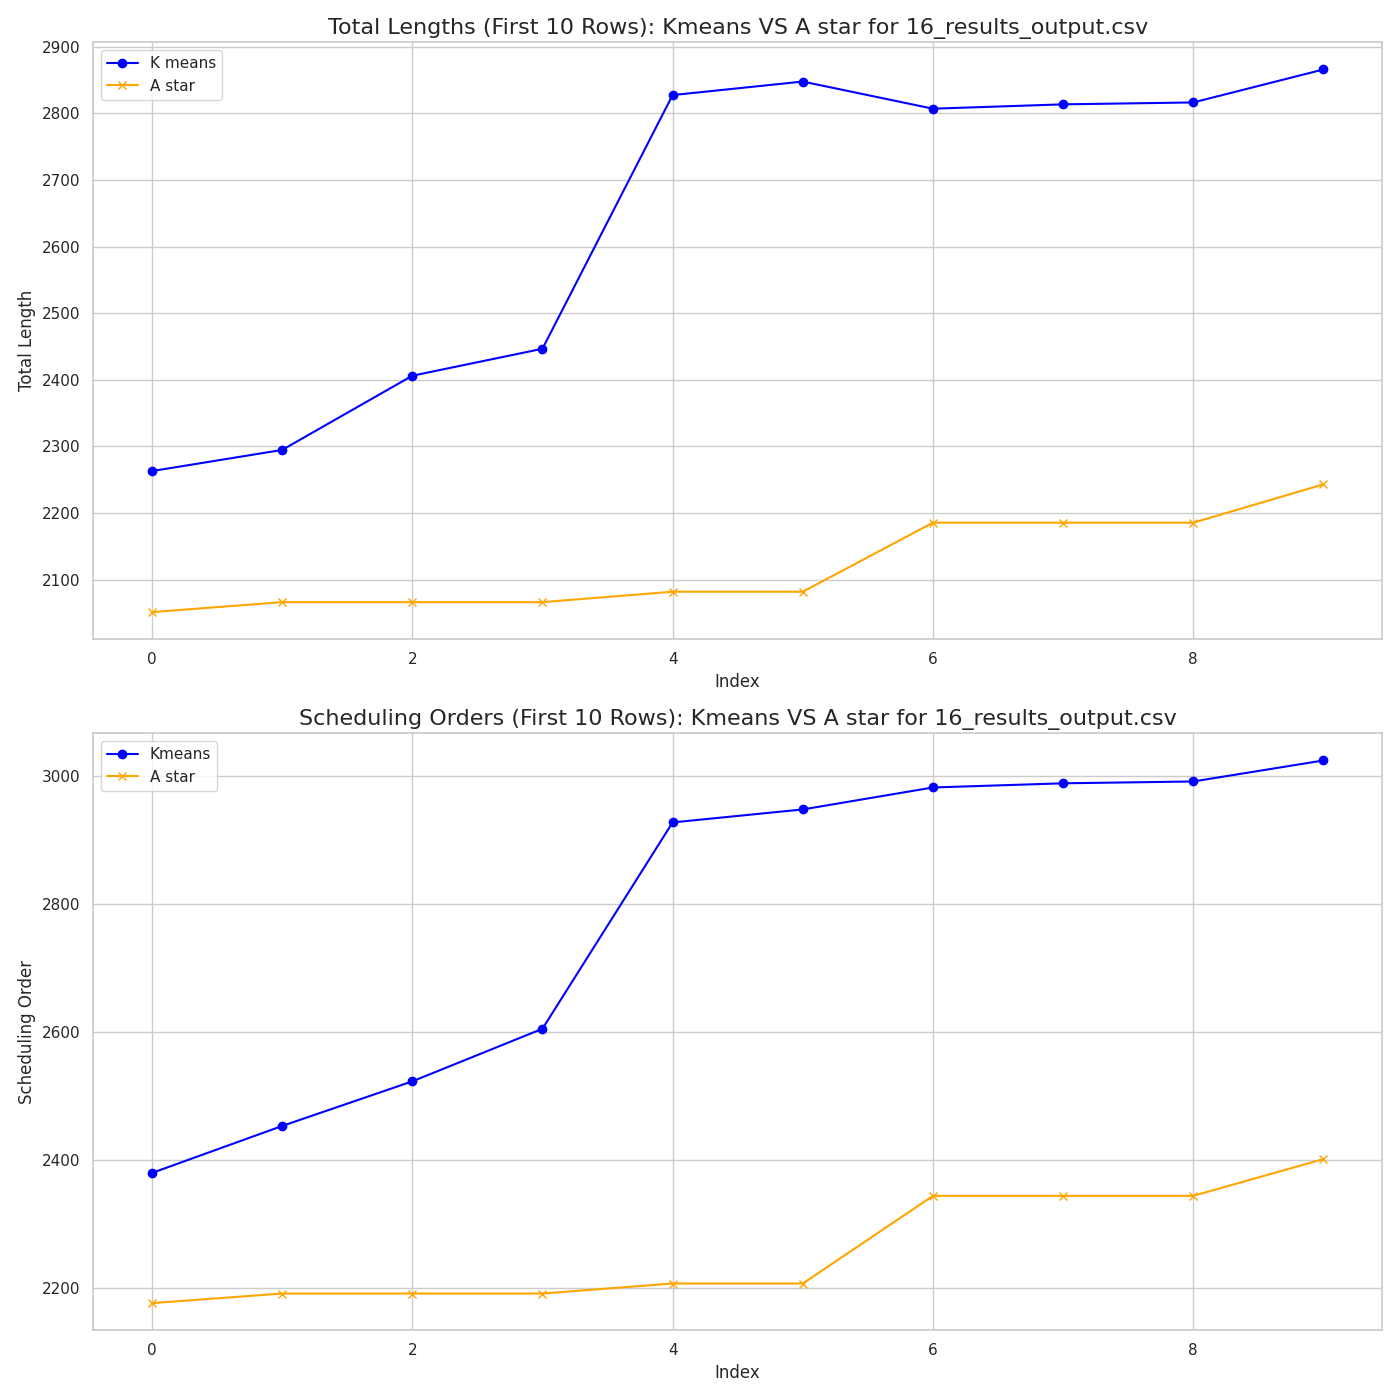 Total Lengths (First 10 Rows): Kmeans VS A star for 16_results_output.csv
K means
A star
2900
2800
2700
2600
2500
2400
2300
2200
2100
Total Length
0 2 4 6 8
Index
Scheduling Orders (First 10 Rows): Kmeans VS A star for 16_results_output.csv
Kmeans
A star
3000
2800
2600
2400
2200
Scheduling Order
0 2 4 6 8
Index